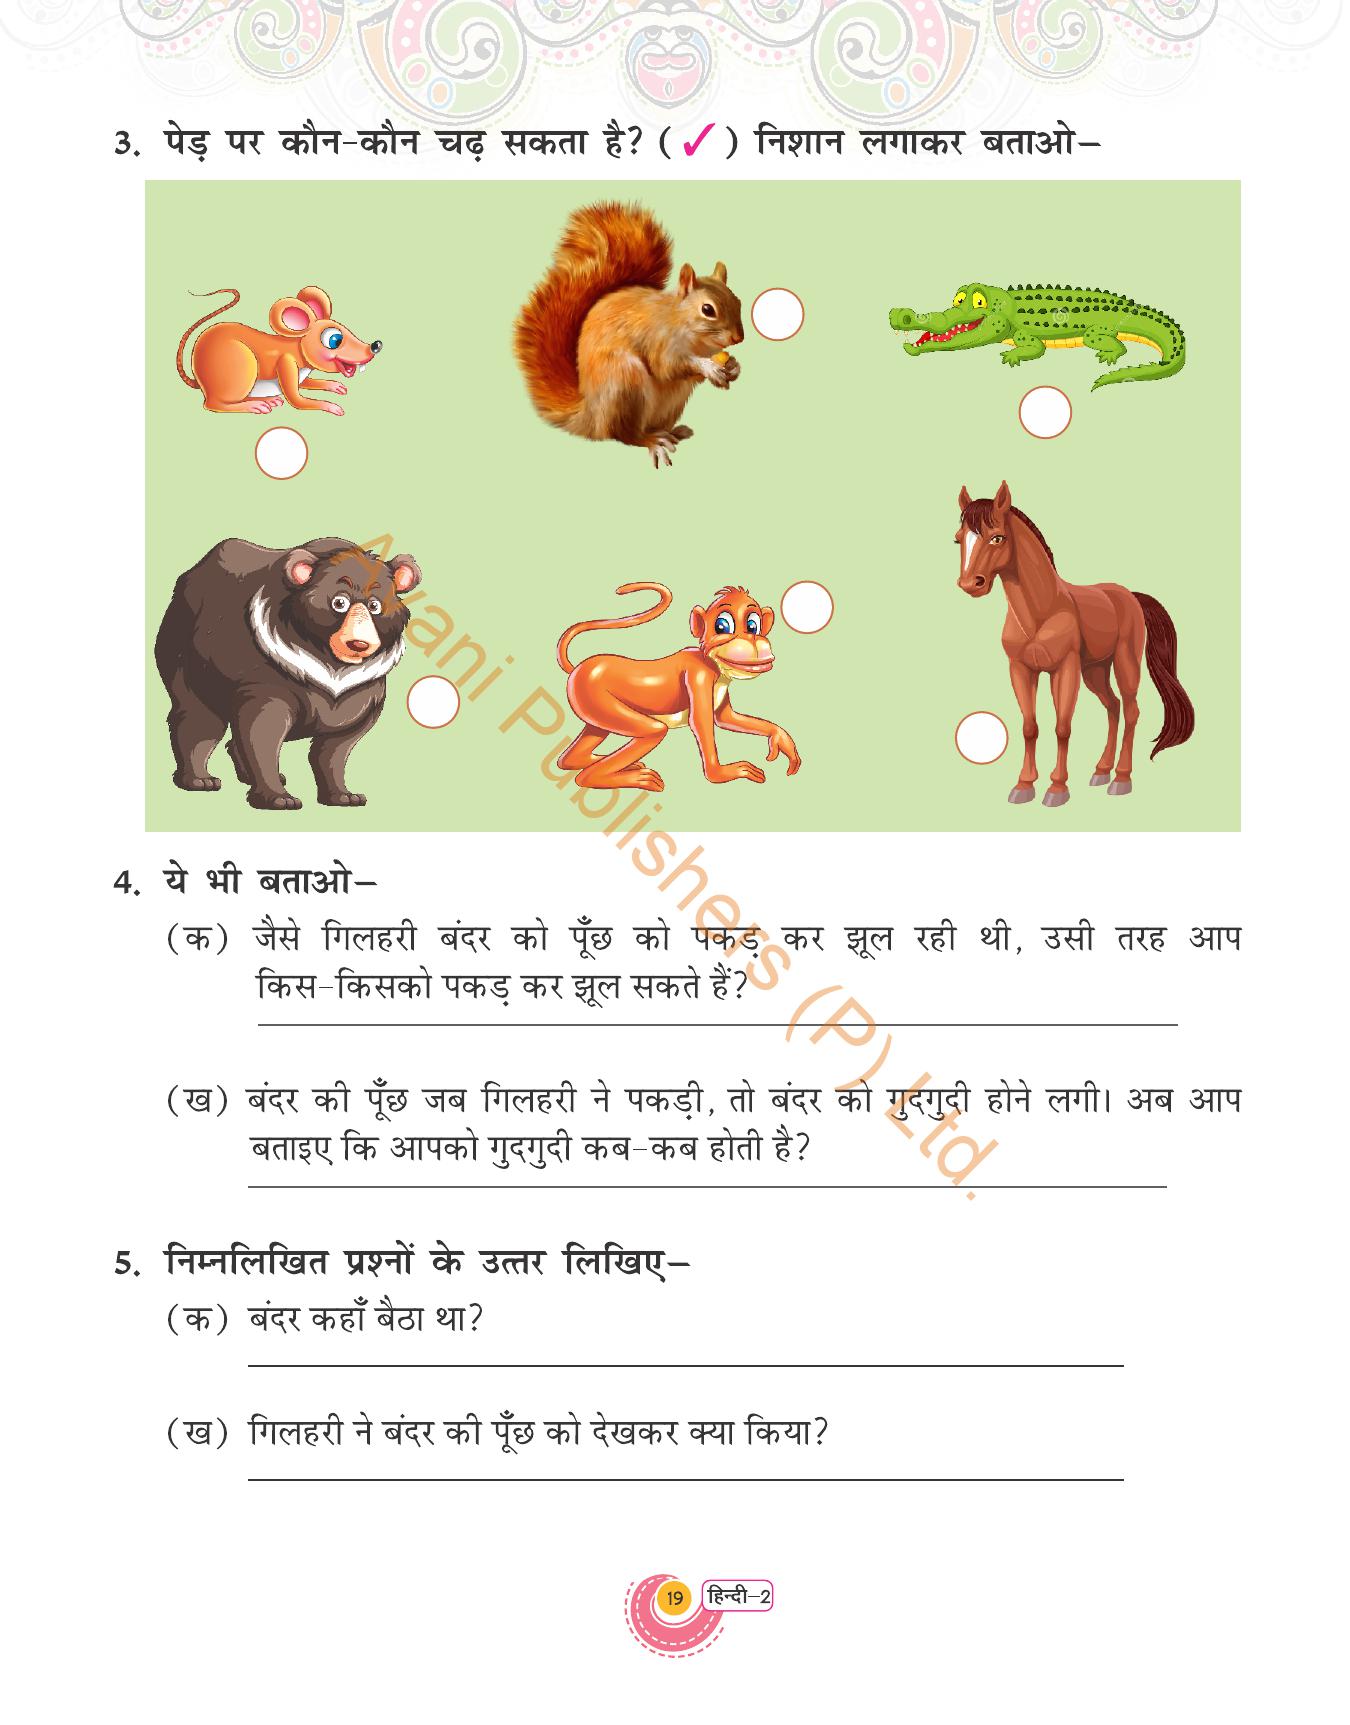 3. पेड़ पर कौन-कौन चढ़ सकता है? (✓) निशान लगाकर बताओ–
4. ये भी बताओ–
(क) जैसे गिलहरी बंदर को पूँछ को पकड़ कर झूल रही थी, उसी तरह आप
किस-किसको पकड़ कर झूल सकते हैं?
(ख) बंदर की पूँछ जब गिलहरी ने पकड़ी, तो बंदर को गुदगुदी होने लगी। अब आप
बताइए कि आपको गुदगुदी कब-कब होती है?
5. निम्नलिखित प्रश्नों के उत्तर लिखिए–
(क) बंदर कहाँ बैठा था?
(ख) गिलहरी ने बंदर की पूँछ को देखकर क्या किया?
Avani Publishers (P) Ltd.
19 हिन्दी-2